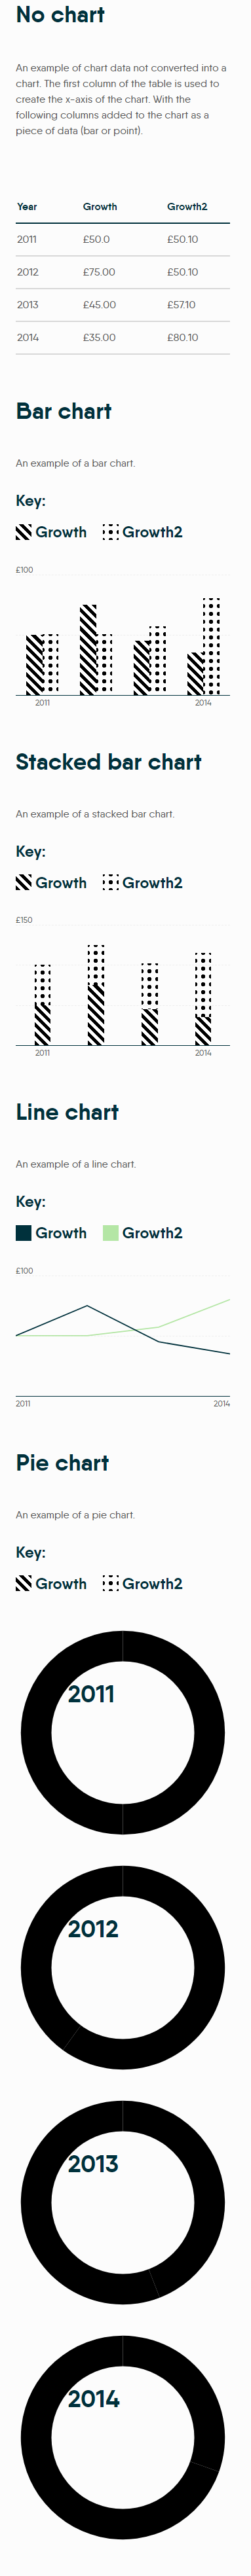 No chart
An example of chart data not converted into a
chart. The first column of the table is used to
create the x-axis of the chart. With the
following columns added to the chart as a
piece of data (bar or point).
Year Growth Growth2
2011 £50.0 £50.10
2012 £75.00 £50.10
2013 £45.00 £57.10
2014 £35.00 £80.10
Bar chart
An example of a bar chart.
Key:
Growth Growth2
£100
2011 2014
Stacked bar chart
An example of a stacked bar chart.
Key:
Growth Growth2
£150
2011 2014
Line chart
An example of a line chart.
Key:
Growth Growth2
£100
2011 2014
Pie chart
An example of a pie chart.
Key:
Growth Growth2
2011
2012
2013
2014